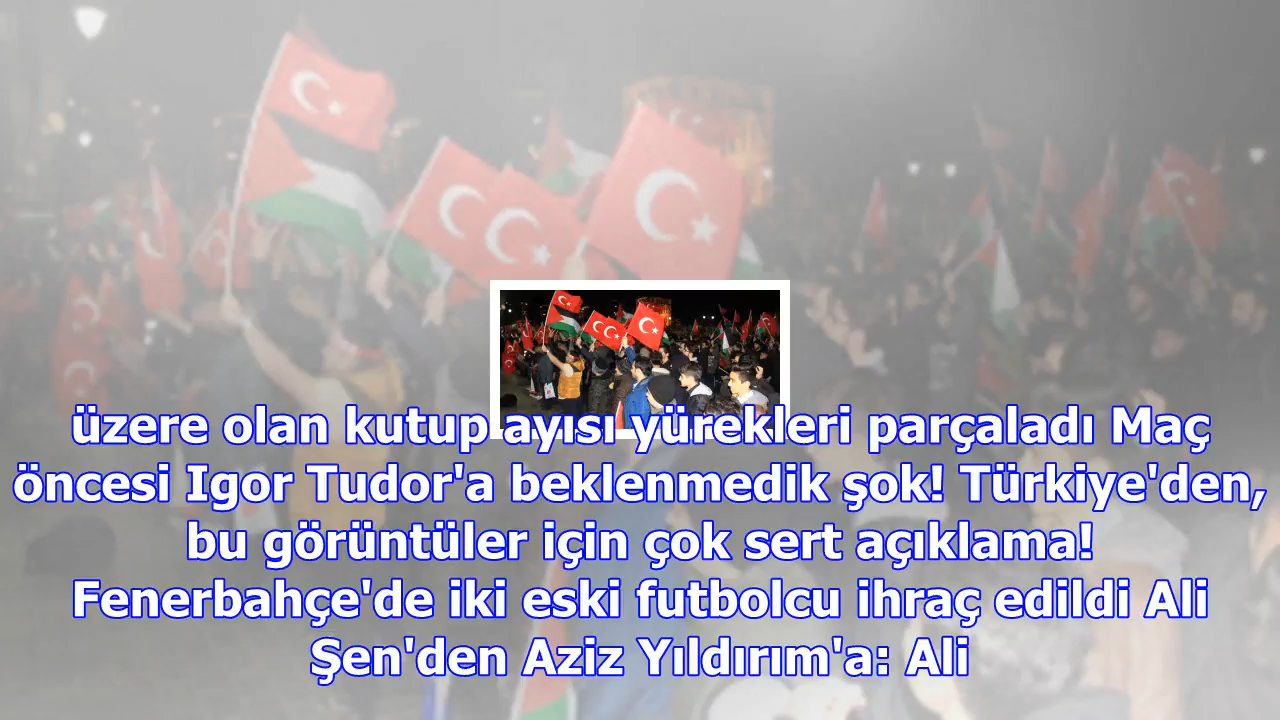 üzere olan kutup ayısı yürekleri parçaladı Maç
öncesi Igor Tudor'a beklenmedik şok! Türkiye'den,
bu görüntüler için çok sert açıklama!
Fenerbahçe'de iki eski futbolcu ihraç edildi Ali
Şen'den Aziz Yıldırım'a: Ali